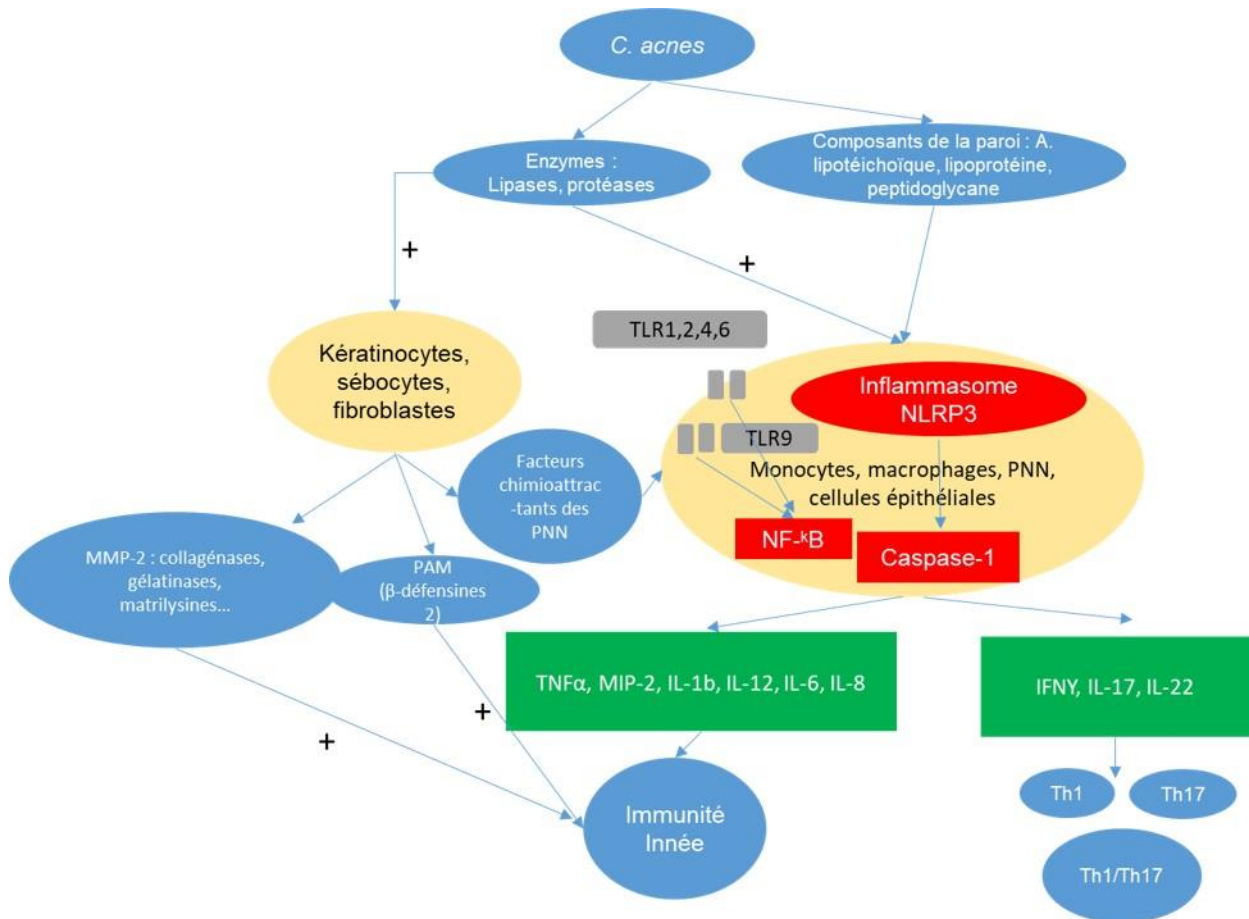 C. acnes
Enzymes :
Lipases, protéases
Composants de la paroi : A.
lipotéichoïque, lipoprotéine,
peptidoglycane
+
+
TLR1,2,4,6
Kératinocytes,
sébocytes,
fibroblastes
Inflammasome
NLRP3
TLR9
Facteurs
chimioattrac
-tants des
PNN
Monocytes, macrophages, PNN,
cellules épithéliales
NF-ᵏB
Caspase-1
MMP-2 : collagénases,
gélatinases,
matrilysines...
PAM
(β-défensines
2)
TNFα, MIP-2, IL-1b, IL-12, IL-6, IL-8
IFNY, IL-17, IL-22
+
+
Immunité
Innée
Th1
Th17
Th1/Th17